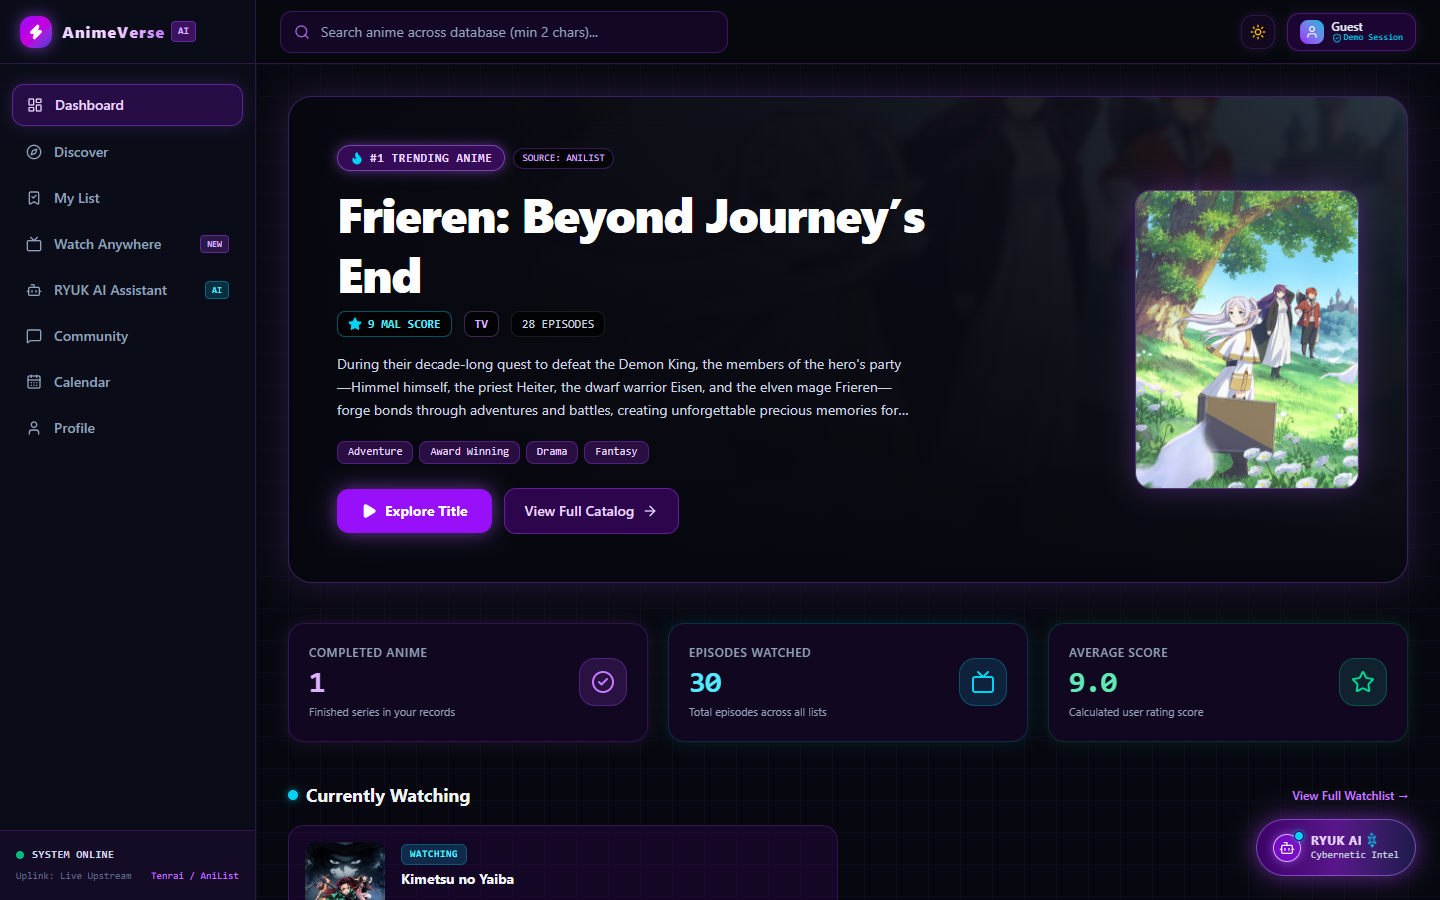 AnimeVerse AI
Search anime across database (min 2 chars)...
Guest
Demo Session
Dashboard
Discover
My List
Watch Anywhere NEW
RYUK AI Assistant AI
Community
Calendar
Profile
SYSTEM ONLINE
Uplink: Live Upstream Tenrai / AniList
#1 TRENDING ANIME SOURCE: ANILIST
Frieren: Beyond Journey’s
End
9 MAL SCORE TV 28 EPISODES
During their decade-long quest to defeat the Demon King, the members of the hero's party
—Himmel himself, the priest Heiter, the dwarf warrior Eisen, and the elven mage Frieren—
forge bonds through adventures and battles, creating unforgettable precious memories for...
Adventure Award Winning Drama Fantasy
Explore Title View Full Catalog →
COMPLETED ANIME
1
Finished series in your records
EPISODES WATCHED
30
Total episodes across all lists
AVERAGE SCORE
9.0
Calculated user rating score
Currently Watching
View Full Watchlist →
WATCHING
Kimetsu no Yaiba
RYUK AI
Cybernetic Intel